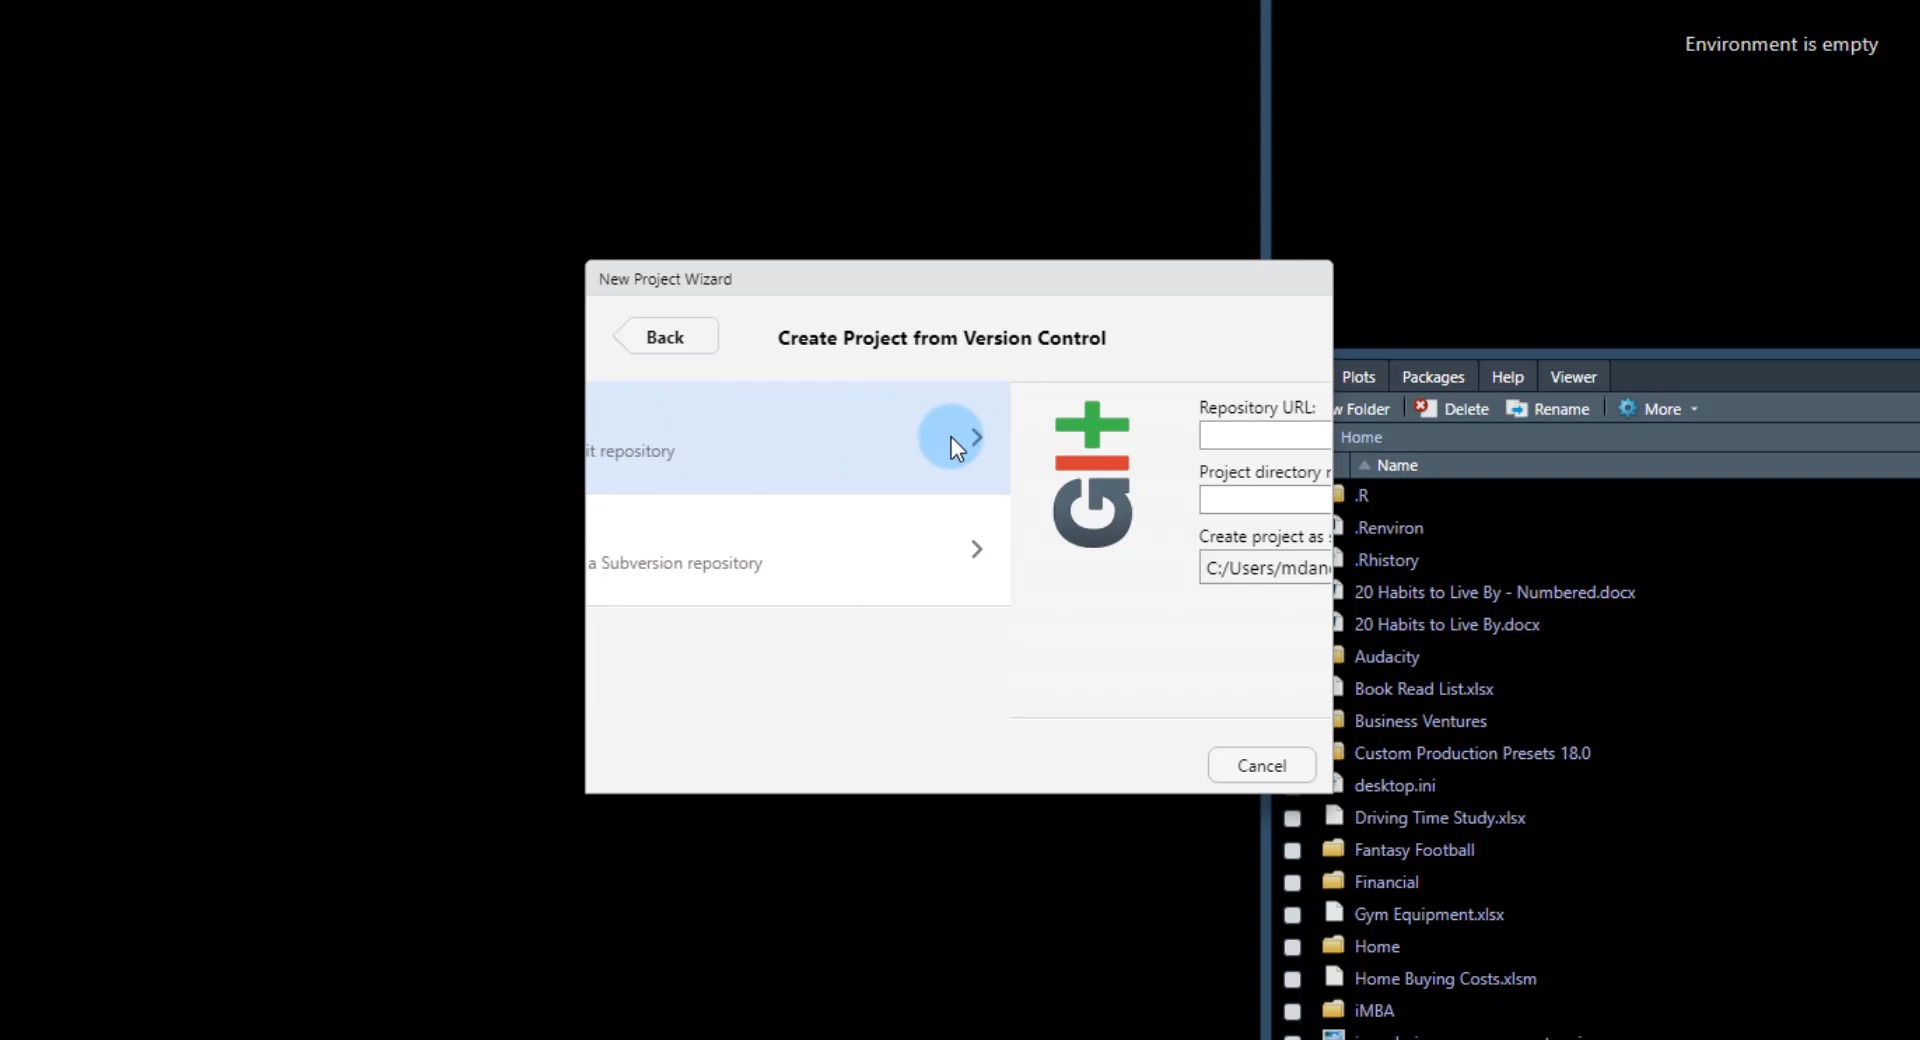 Environment is empty
New Project Wizard
Back
Create Project from Version Control
it repository
a Subversion repository
GIT
Repository URL:
Project directory
Create project as
C:/Users/mdan
Cancel
Plots Packages Help Viewer
w Folder Delete Rename More
Home
Name
.R
.Renviron
.Rhistory
20 Habits to Live By - Numbered.docx
20 Habits to Live By.docx
Audacity
Book Read List.xlsx
Business Ventures
Custom Production Presets 18.0
desktop.ini
Driving Time Study.xlsx
Fantasy Football
Financial
Gym Equipment.xlsx
Home
Home Buying Costs.xlsm
iMBA